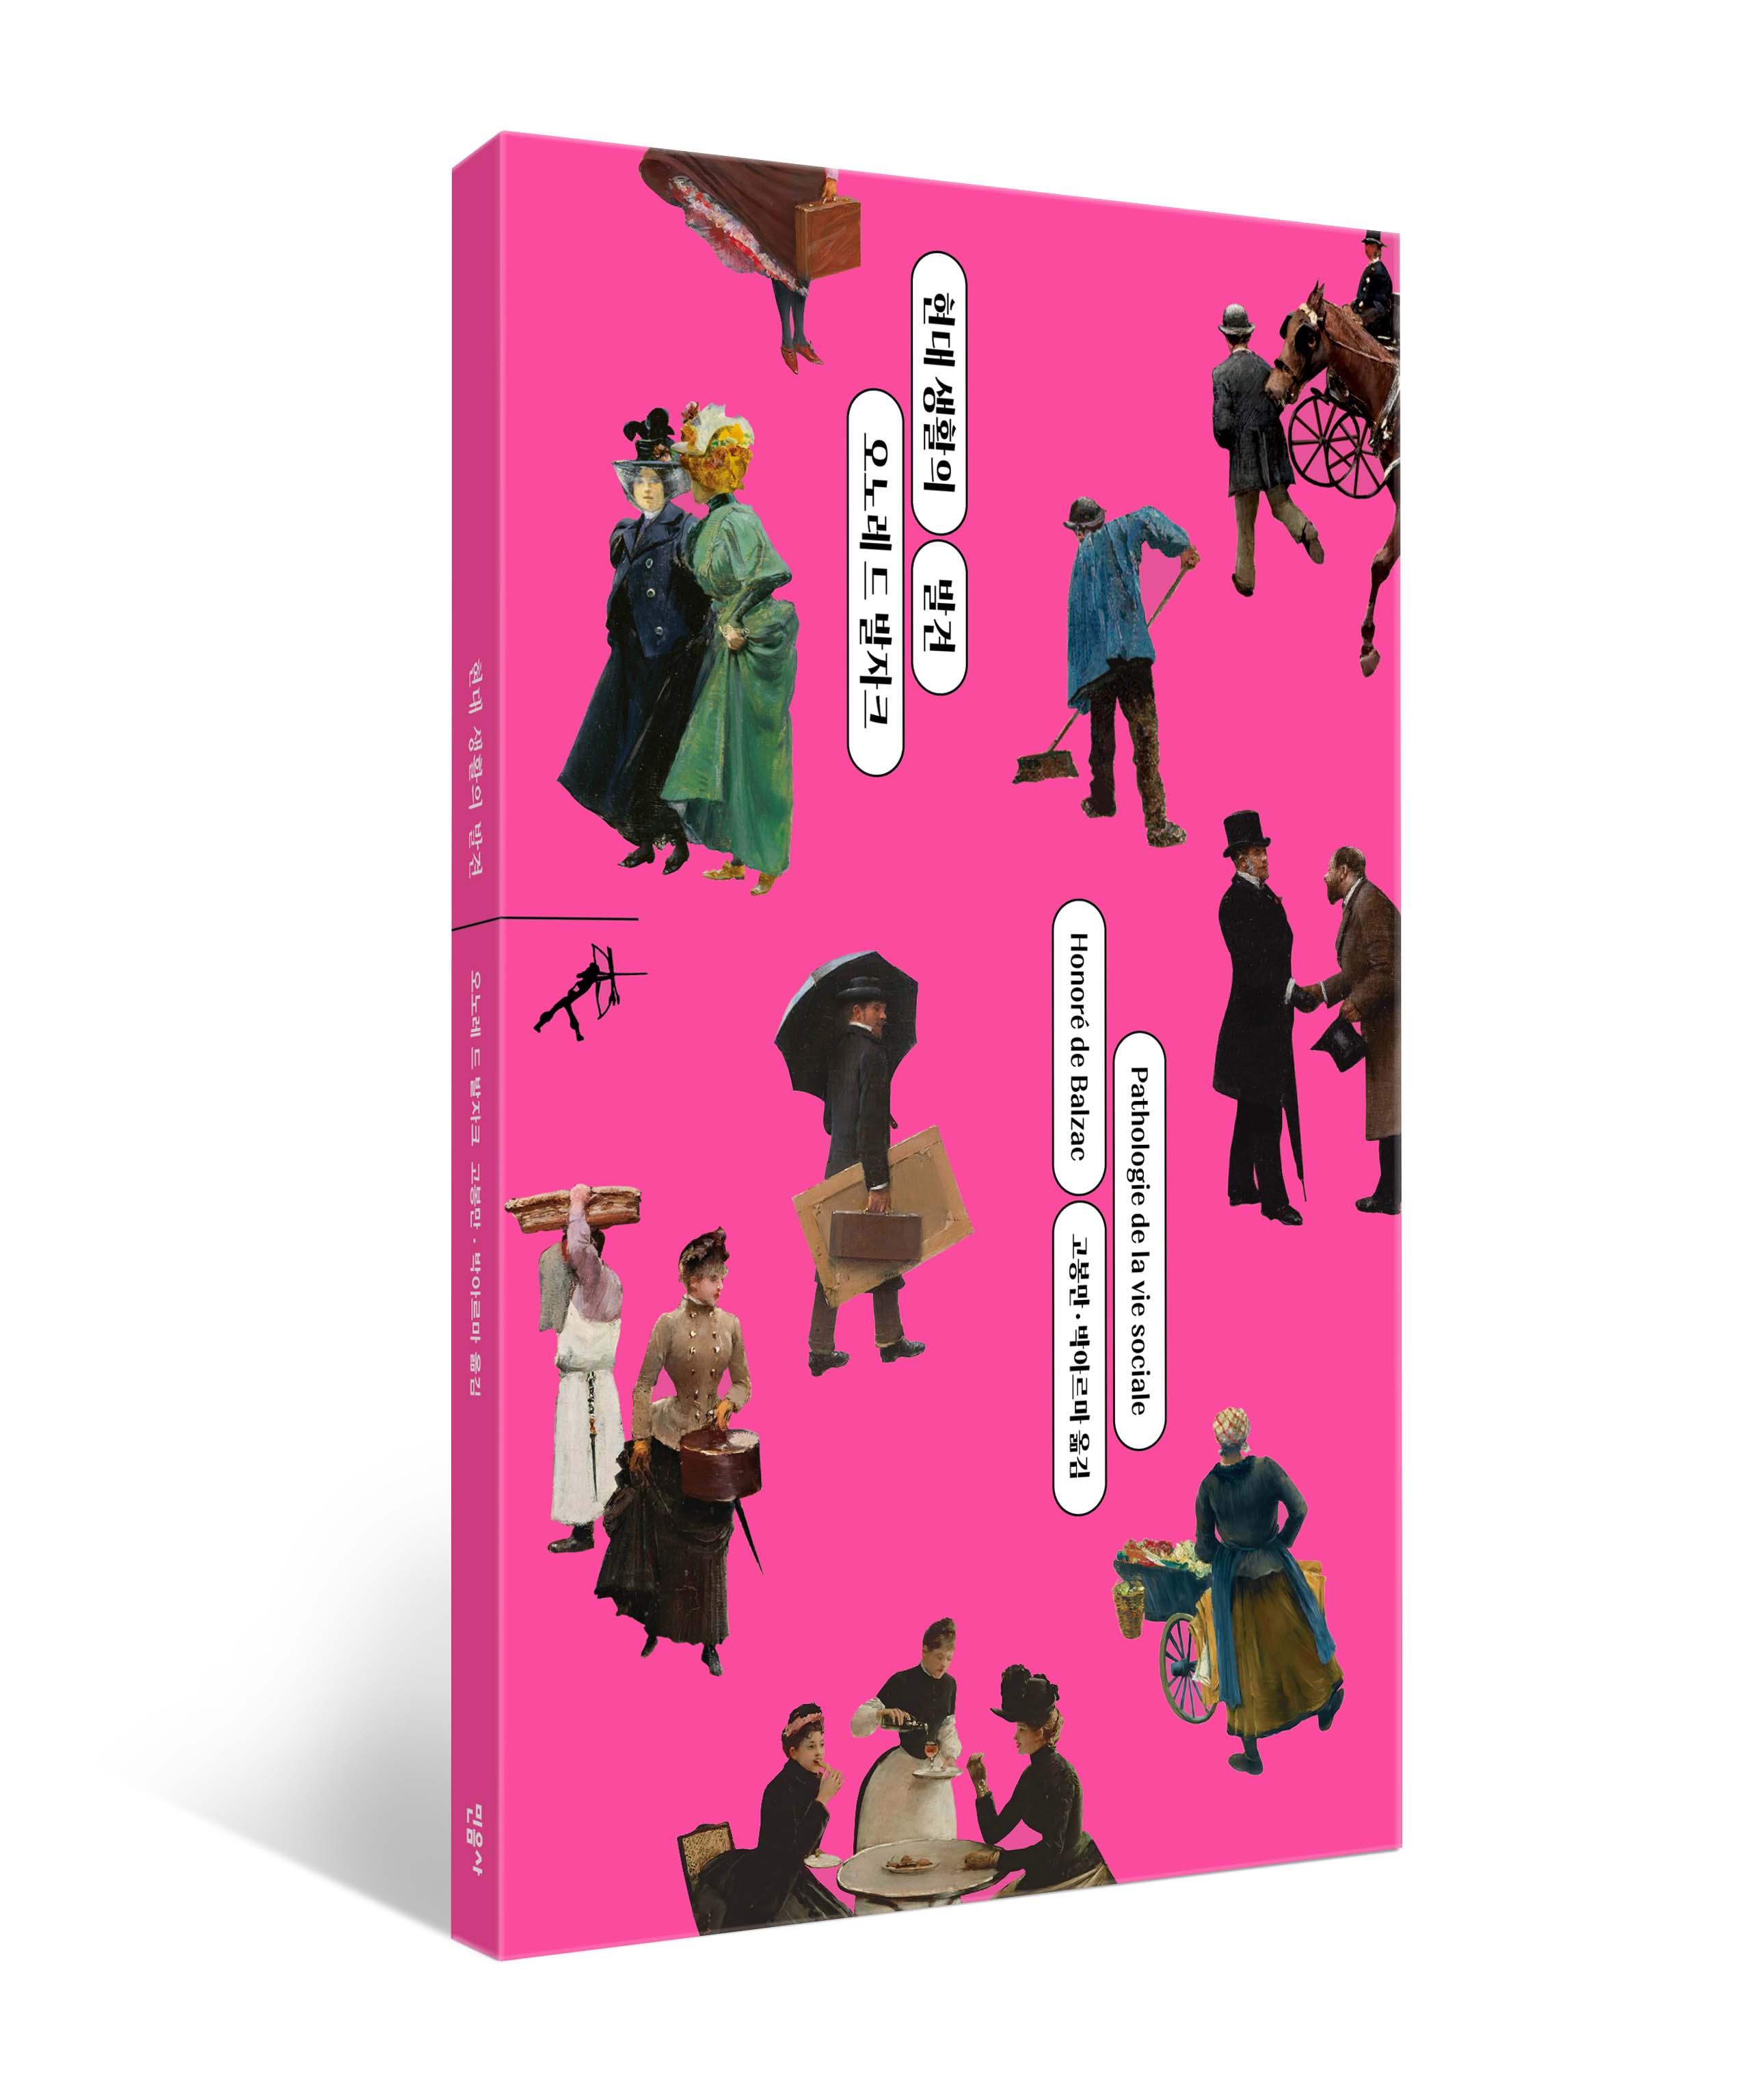 현대 생활의 발견
오노레 드 발자크
Pathologie de la vie sociale
Honoré de Balzac 고봉만·박아르마 옮김
현대 생활의 발견 오노레 드 발자크 고봉만·박아르마 옮김 민음사